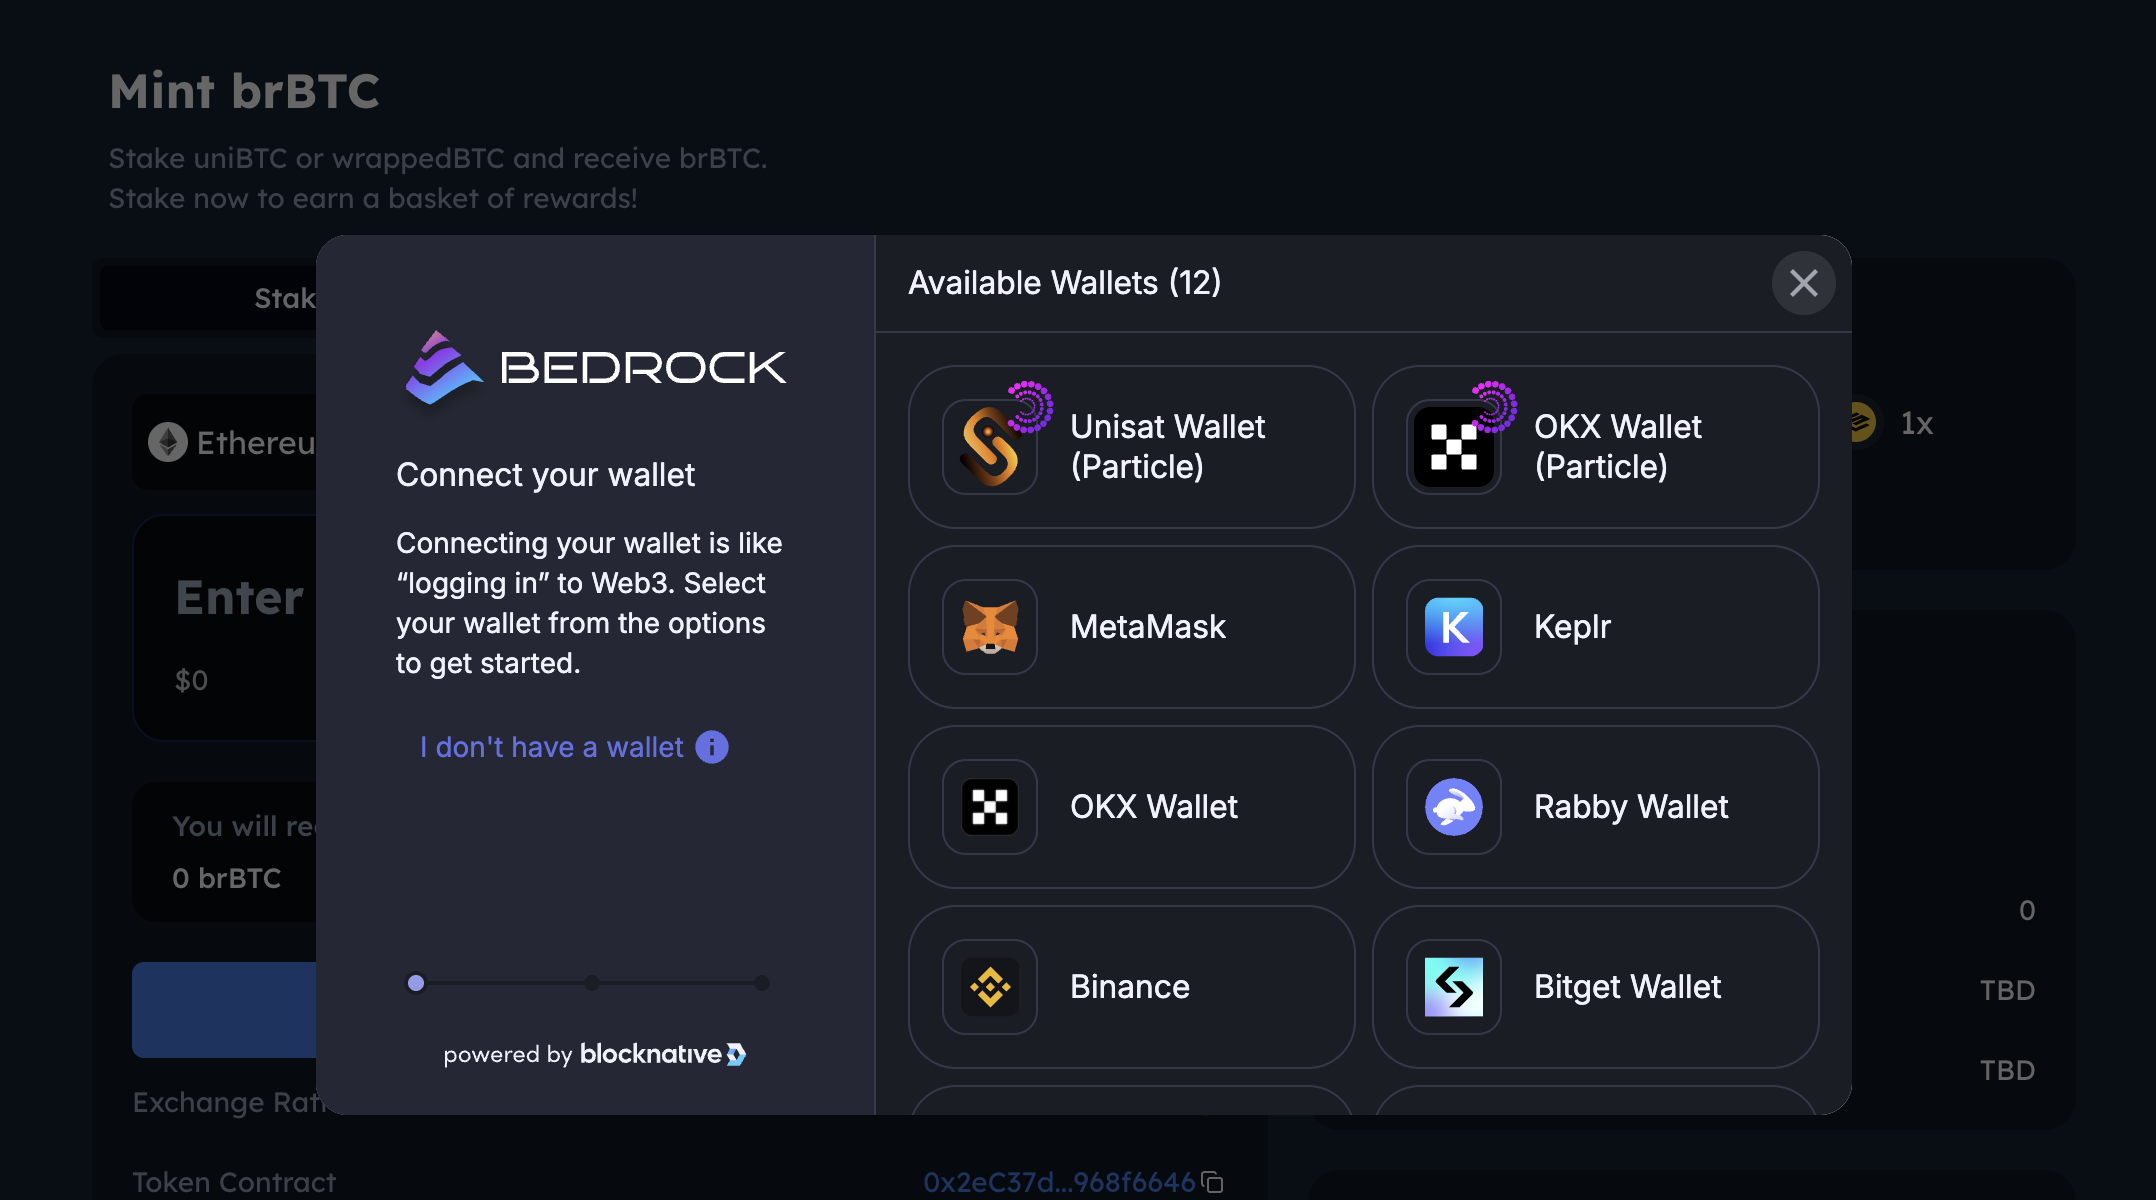 Mint brBTC
Stake uniBTC or wrappedBTC and receive brBTC.
Stake now to earn a basket of rewards!
Ethereu
Enter
$0
You will re
0 brBTC
Exchange Rat
Token Contract
0x2eC37d...968f6646
1x
0
TBD
TBD
BEDROCK
Connect your wallet
Connecting your wallet is like
“logging in” to Web3. Select
your wallet from the options
to get started.
I don't have a wallet
powered by blocknative
Available Wallets (12)
Unisat Wallet
(Particle)
OKX Wallet
(Particle)
MetaMask
Keplr
OKX Wallet
Rabby Wallet
Binance
Bitget Wallet